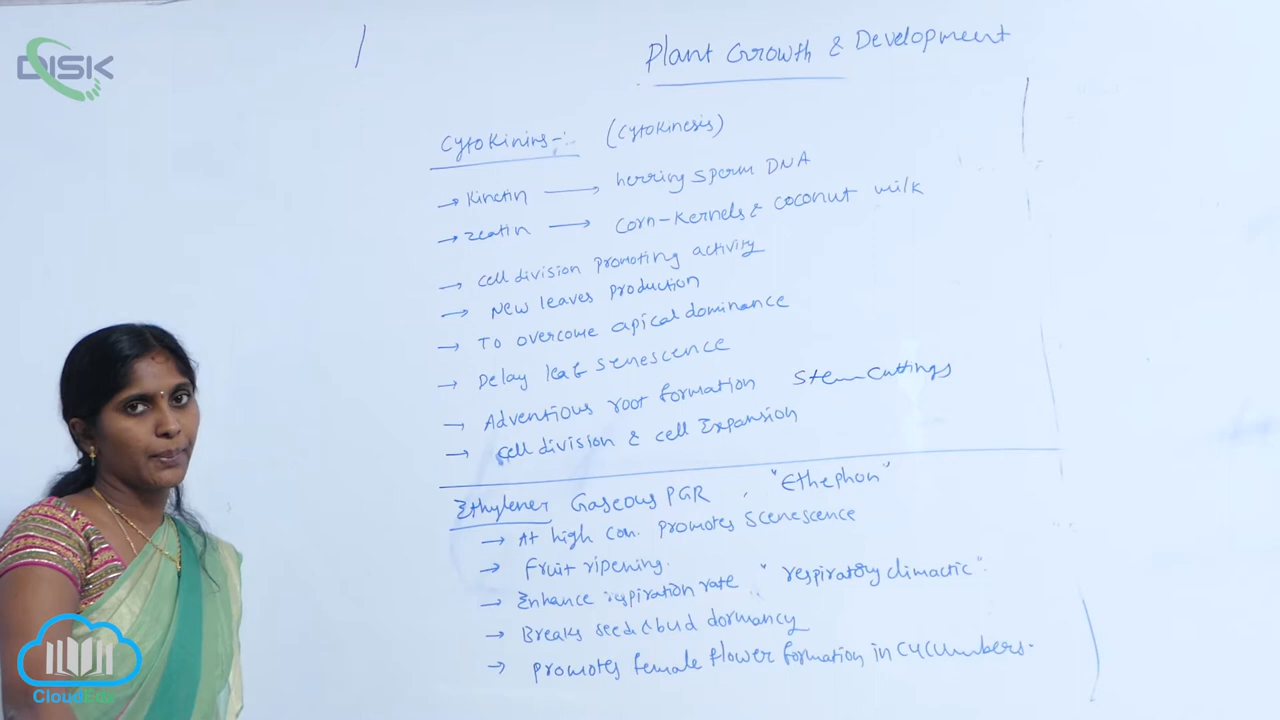 DISK
Plant Growth & Development
Cytokinins-: (Cytokinesis)
→ Kinetin → herring sperm DNA
→ Zeatin → Corn-Kernels & coconut milk
→ cell division promoting activity
→ New leaves production
→ To overcome apical dominance
→ Delay leaf senescence
→ Adventious root formation Stem cuttings
→ cell division & cell Expansion
Ethylene: Gaseous PGR , "Ethephon"
→ At high con. promotes scenescence
→ Fruit ripening.
→ Enhance respiration rate "respiratory climactic".
→ Breaks seed & bud dormancy
→ promotes female flower formation in cucumbers.
CloudEdu